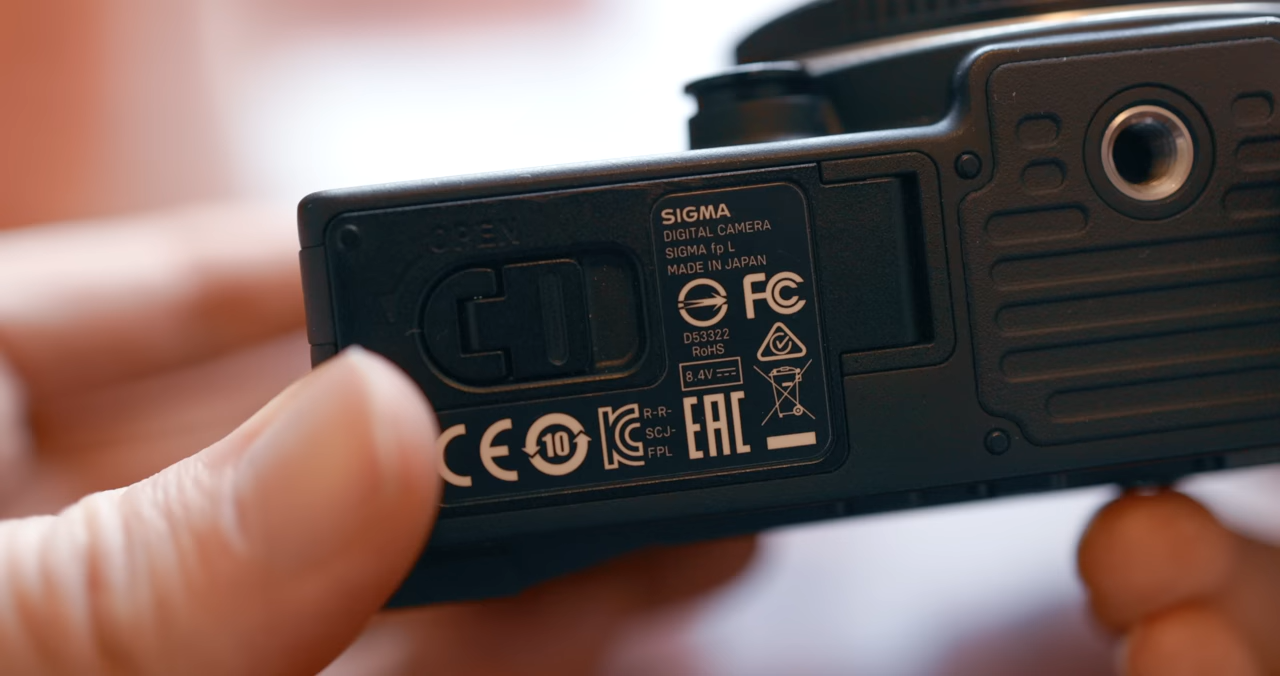 OPEN
SIGMA
DIGITAL CAMERA
SIGMA fp L
MADE IN JAPAN
FC
D53322
RoHS
8.4V
CE
10
KC
R-R-
SCJ-
FPL
EAC